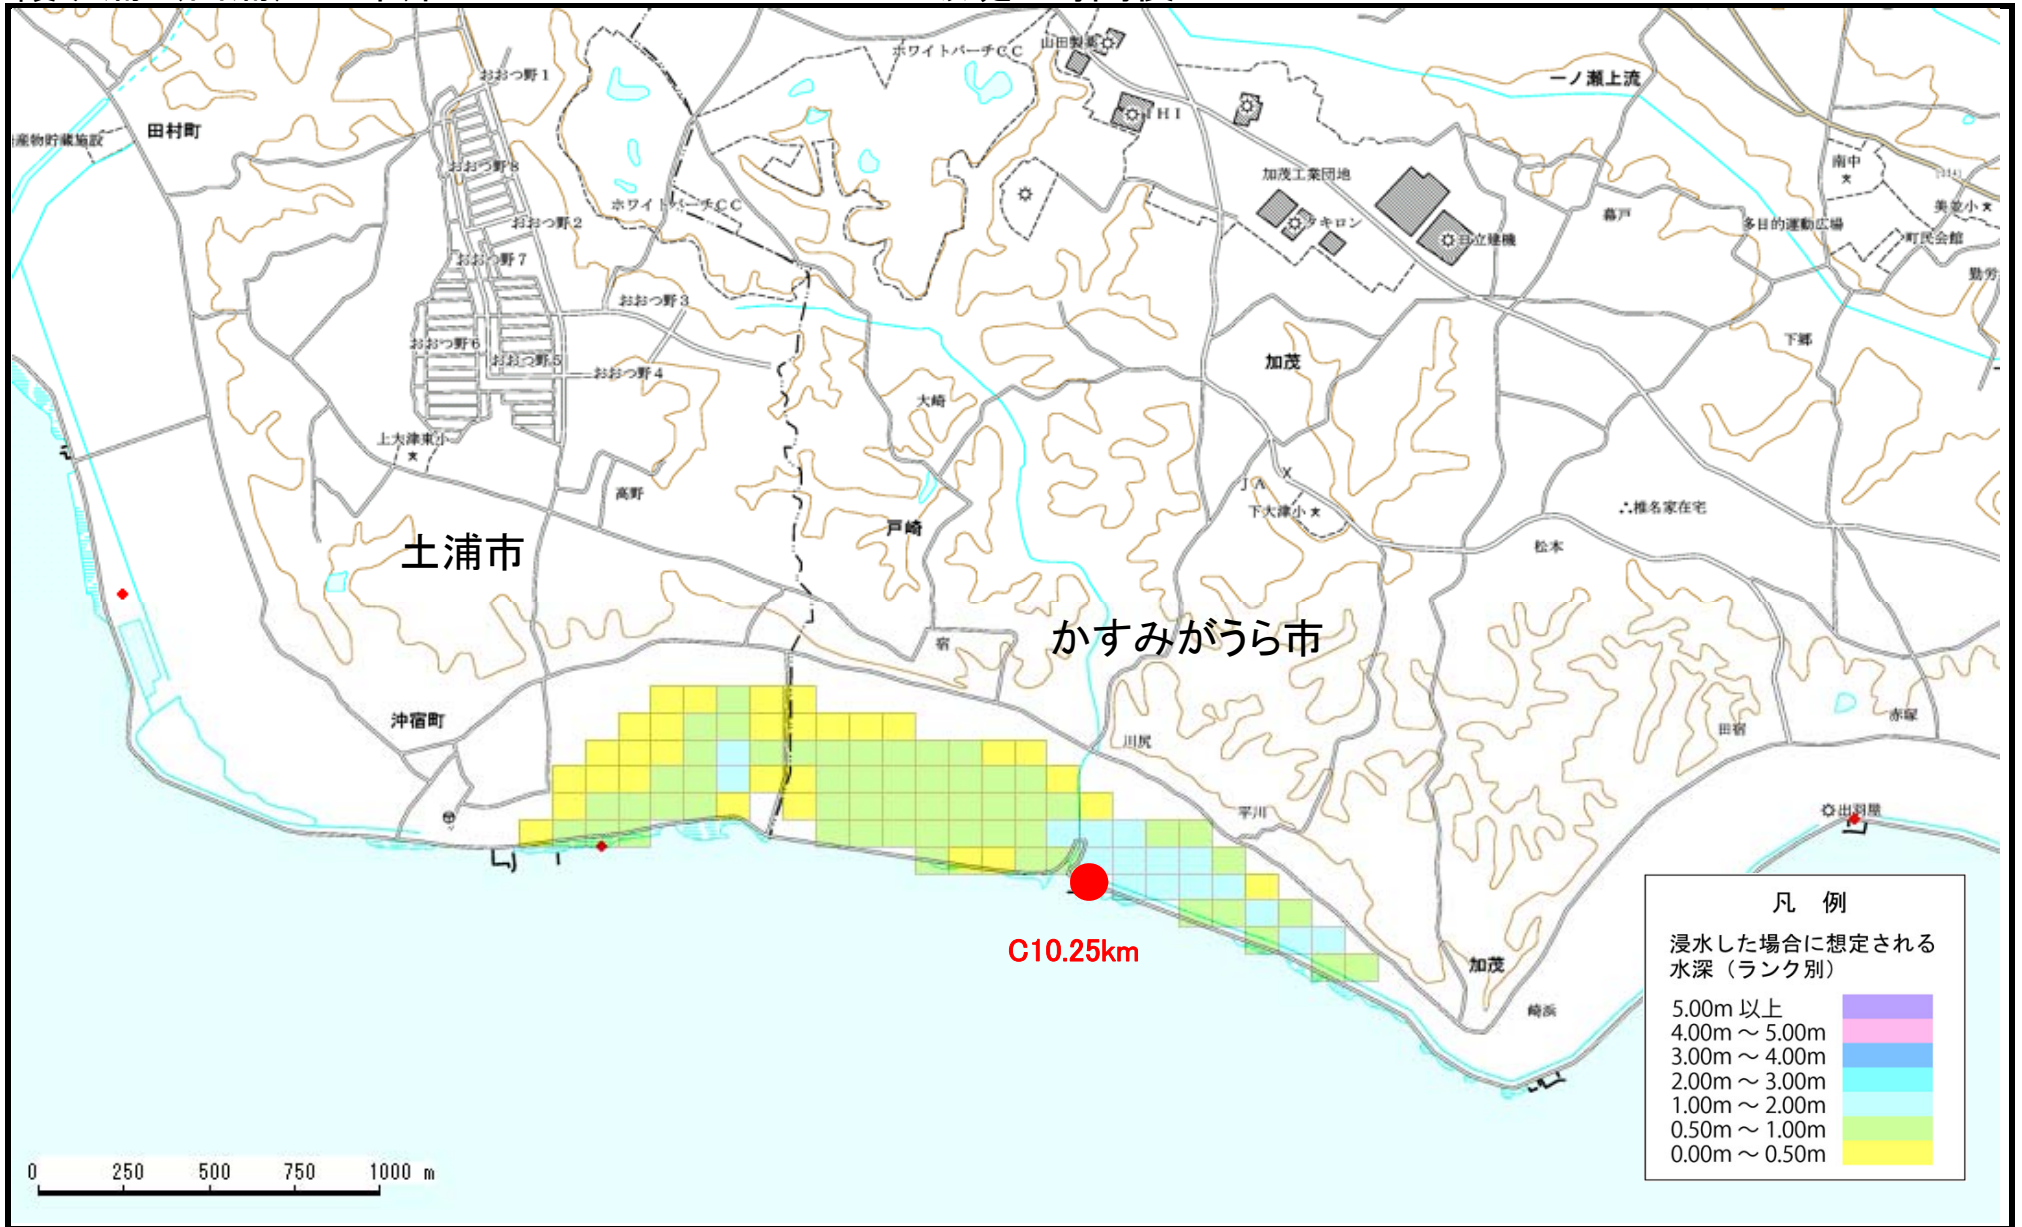 ホワイトバーチCC
山田製薬
おおつ野1
一ノ瀬上流
田村町
産物貯蔵施設
IHI
おおつ野8
加茂工業団地
南中
ホワイトバーチCC
おおつ野2
タキロン
日立建機
幕戸
多目的運動広場
美並小
町民会館
おおつ野7
勤労
おおつ野3
おおつ野6
おおつ野5
おおつ野4
下郷
加茂
大崎
上大津東小
高野
JA
下大津小
椎名家住宅
戸崎
松本
土浦市
宿
かすみがうら市
沖宿町
川尻
田宿
赤塚
平川
出羽屋
C10.25km
加茂
崎浜
凡 例
浸水した場合に想定される
水深(ランク別)
5.00m 以上
4.00m ~ 5.00m
3.00m ~ 4.00m
2.00m ~ 3.00m
1.00m ~ 2.00m
0.50m ~ 1.00m
0.00m ~ 0.50m
0 250 500 750 1000 m